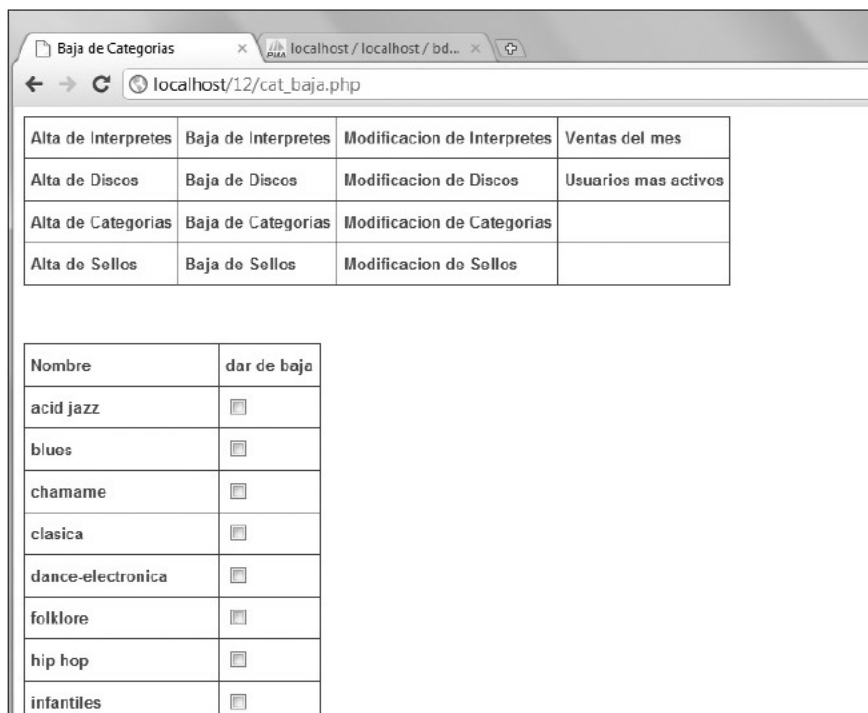 Baja de Categorias
localhost / localhost / bd...
localhost/12/cat_baja.php
Alta de Interpretes Baja de Interpretes Modificacion de Interpretes Ventas del mes
Alta de Discos Baja de Discos Modificacion de Discos Usuarios mas activos
Alta de Categorias Baja de Categorias Modificacion de Categorias
Alta de Sellos Baja de Sellos Modificacion de Sellos
Nombre dar de baja
acid jazz
blues
chamame
clasica
dance-electronica
folklore
hip hop
infantiles